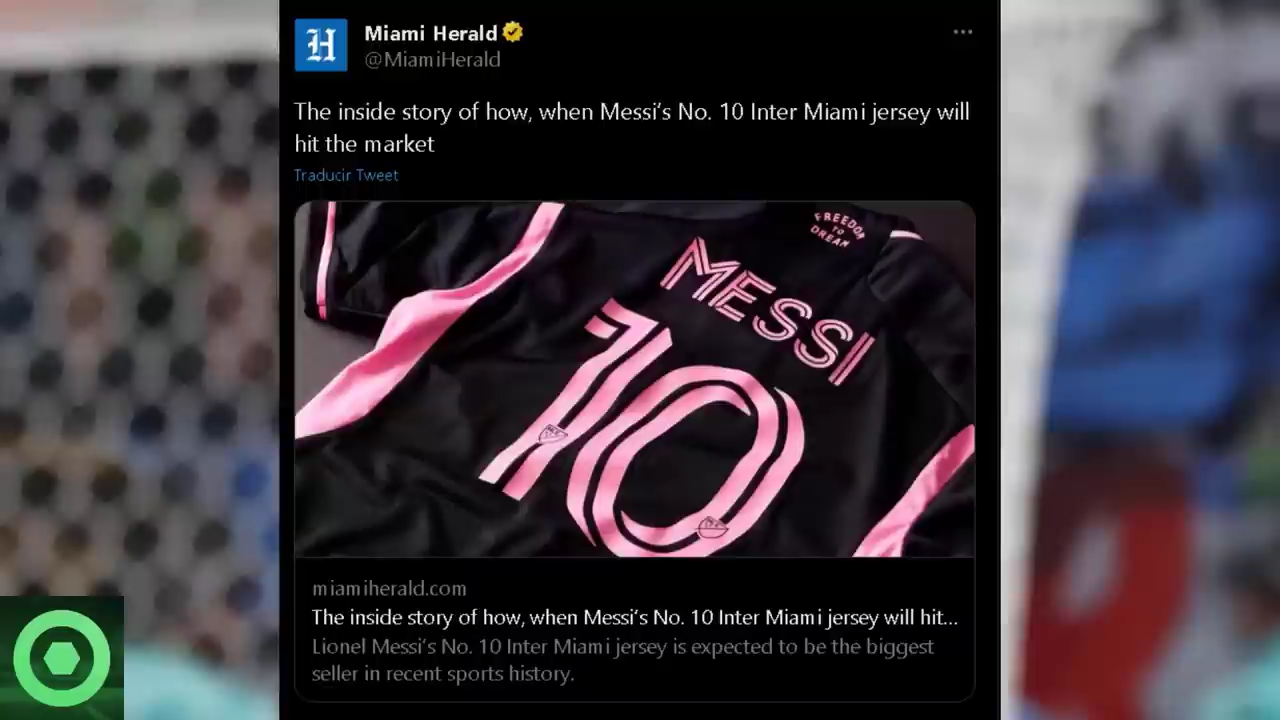 Miami Herald
@MiamiHerald
The inside story of how, when Messi’s No. 10 Inter Miami jersey will
hit the market
Traducir Tweet
FREEDOM
TO
DREAM
MESSI
10
miamiherald.com
The inside story of how, when Messi’s No. 10 Inter Miami jersey will hit...
Lionel Messi’s No. 10 Inter Miami jersey is expected to be the biggest
seller in recent sports history.